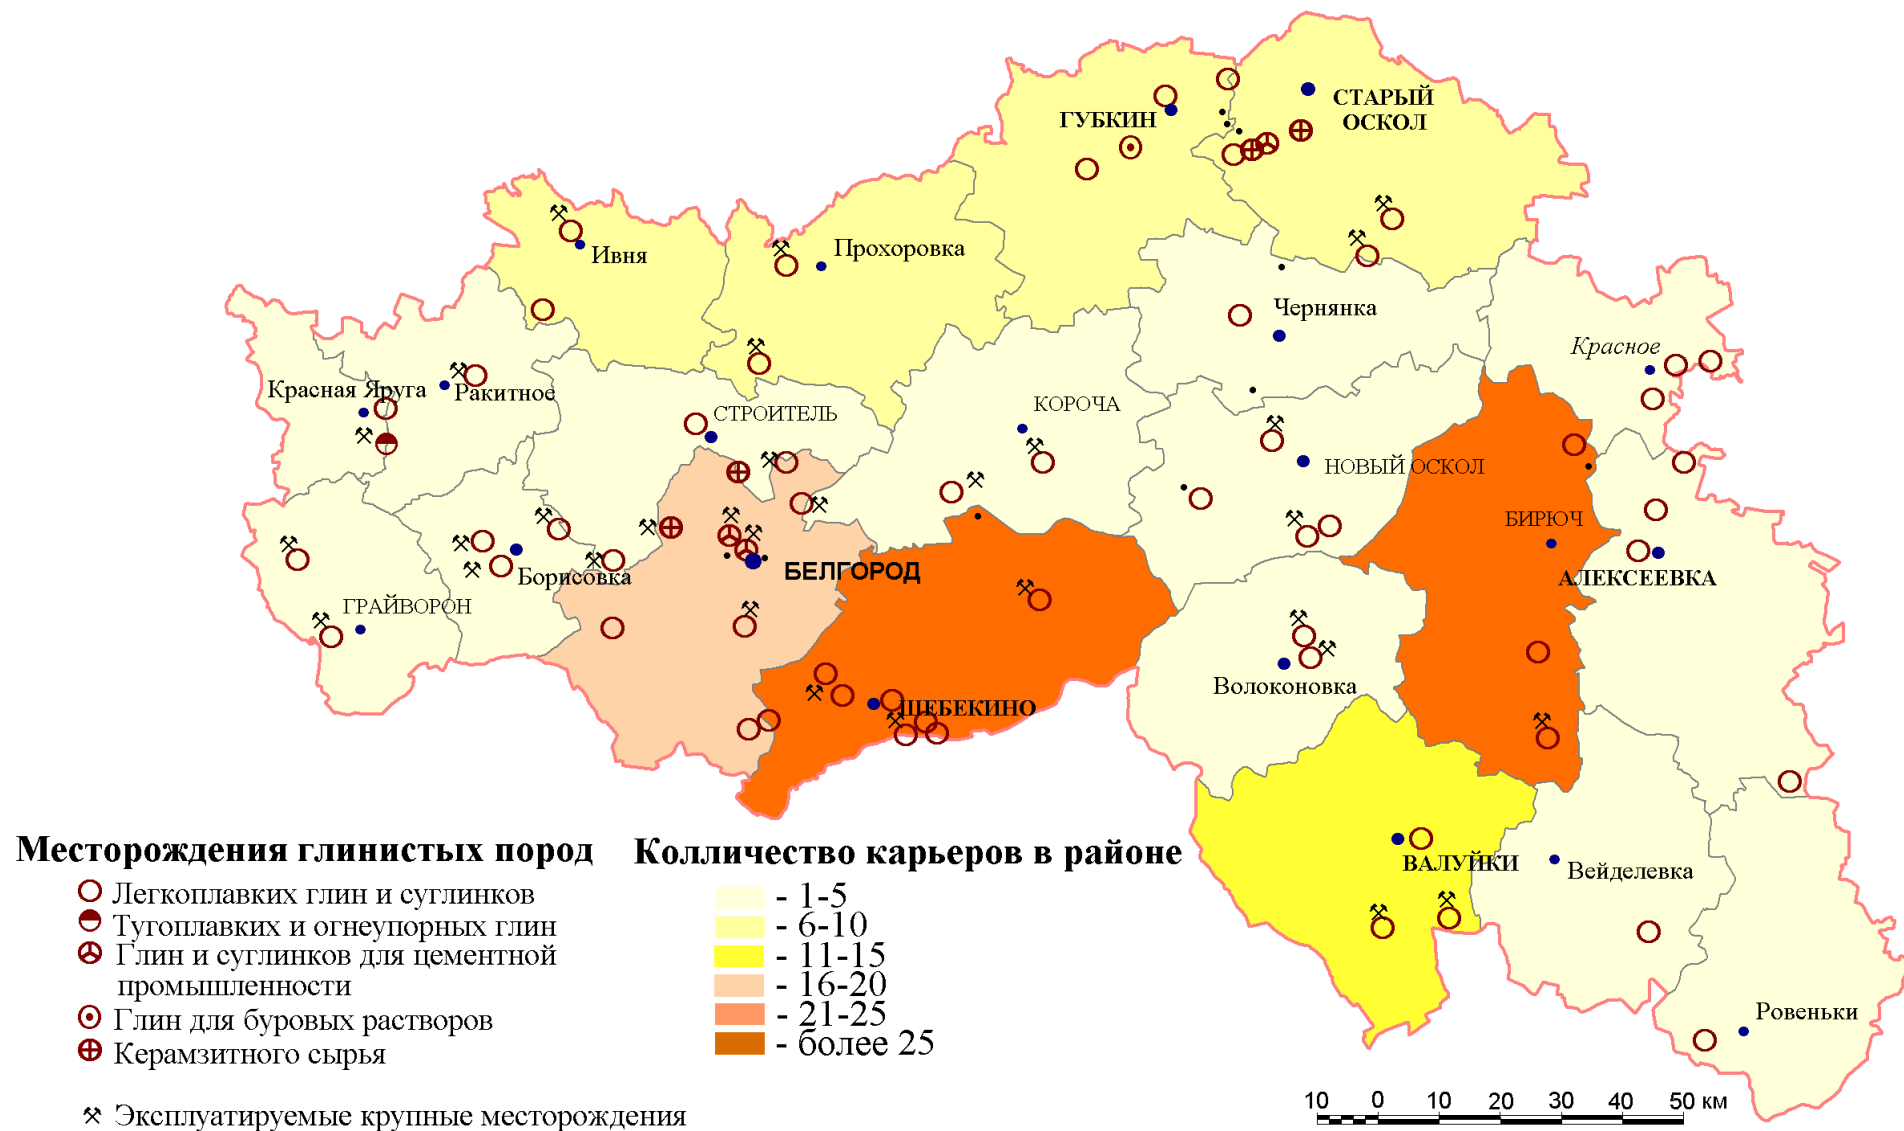 СТАРЫЙ
ОСКОЛ
ГУБКИН
Прохоровка
Ивня
Чернянка
Красное
Красная Яруга
Ракитное
СТРОИТЕЛЬ
КОРОЧА
НОВЫЙ ОСКОЛ
БИРЮЧ
БЕЛГОРОД
Борисовка
АЛЕКСЕЕВКА
ГРАЙВОРОН
Волоконовка
ШЕБЕКИНО
ВАЛУЙКИ
Вейделевка
Ровеньки
Месторождения глинистых пород
Легкоплавких глин и суглинков
Тугоплавких и огнеупорных глин
Глин и суглинков для цементной
промышленности
Глин для буровых растворов
Керамзитного сырья
Эксплуатируемые крупные месторождения
Колличество карьеров в районе
- 1-5
- 6-10
- 11-15
- 16-20
- 21-25
- более 25
10 0 10 20 30 40 50 км